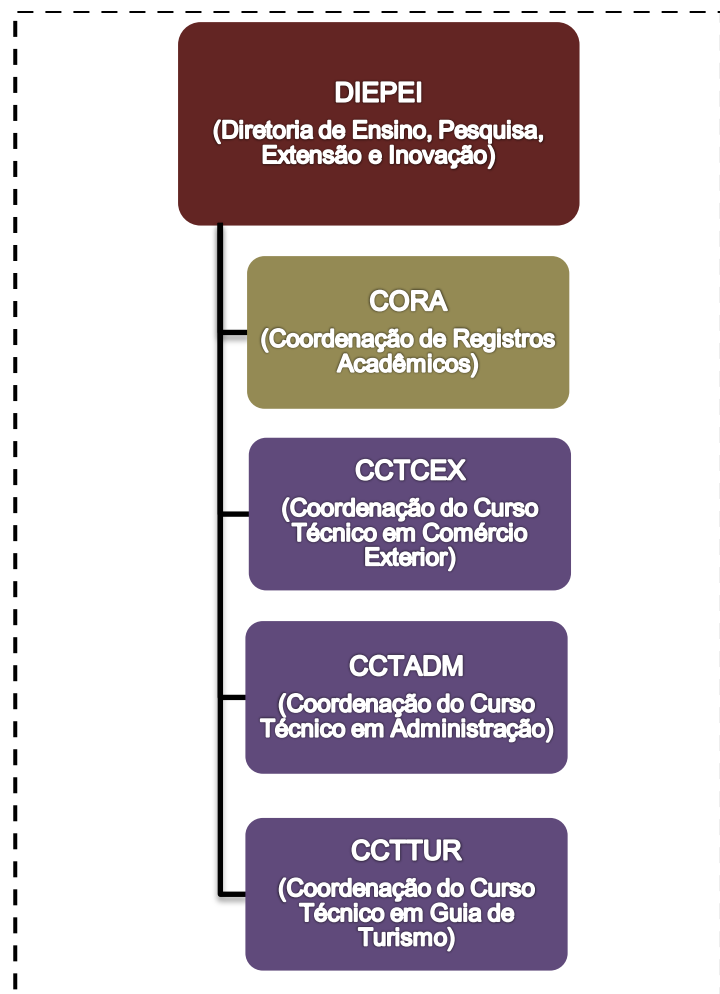 DIEPEI
(Diretoria de Ensino, Pesquisa,
Extensão e Inovação)
CORA
(Coordenação de Registros
Acadêmicos)
CCTCEX
(Coordenação do Curso
Técnico em Comércio
Exterior)
CCTADM
(Coordenação do Curso
Técnico em Administração)
CCTTUR
(Coordenação do Curso
Técnico em Guia de
Turismo)